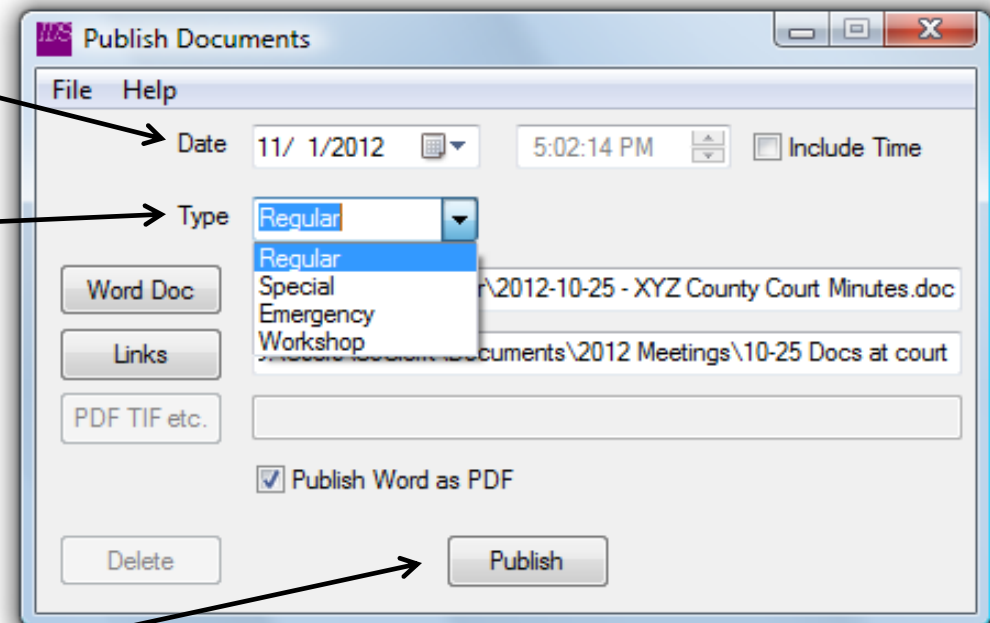 IDS Publish Documents
File Help
Date 11/ 1/2012 5:02:14 PM Include Time
Type Regular
Regular
Special
Emergency
Workshop
Word Doc r\2012-10-25 - XYZ County Court Minutes.doc
Links Documents\2012 Meetings\10-25 Docs at court
PDF TIF etc.
Publish Word as PDF
Delete Publish